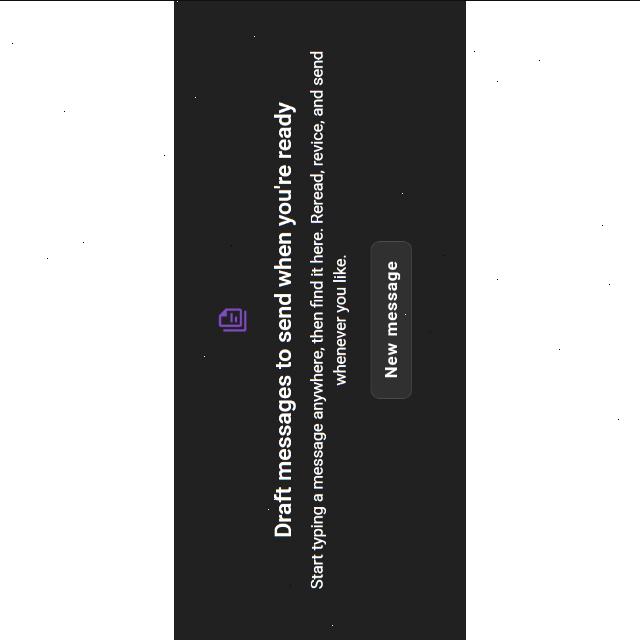 Draft messages to send when you're ready
Start typing a message anywhere, then find it here. Reread, revice, and send
whenever you like.
New message